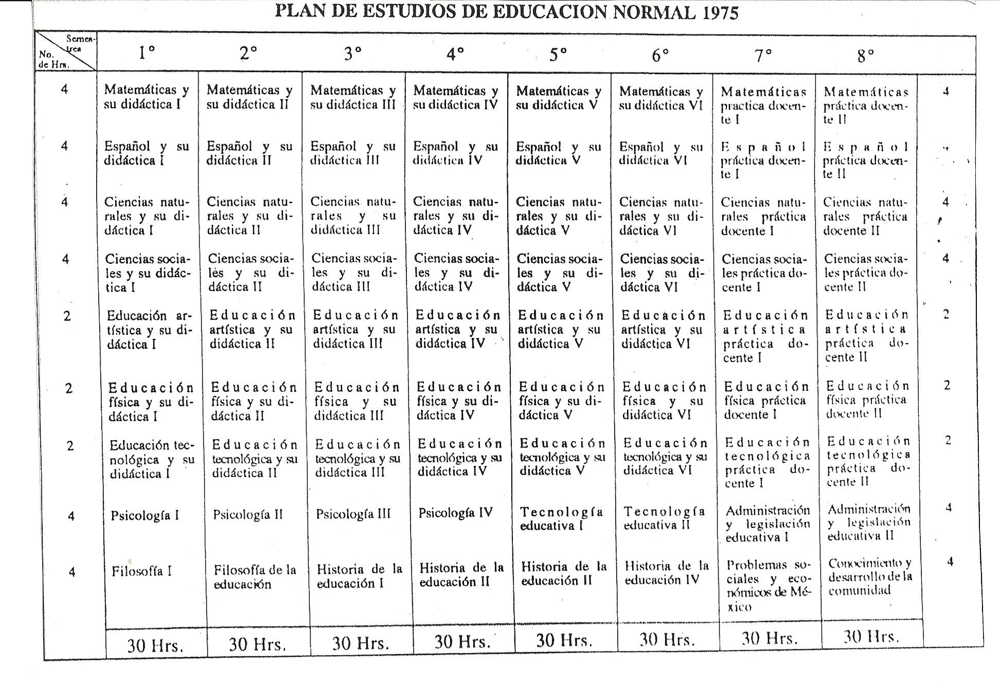 PLAN DE ESTUDIOS DE EDUCACION NORMAL 1975
Semes-
tres
No.
de Hrs.
1° 2° 3° 4° 5° 6° 7° 8°
4 Matemáticas y Matemáticas y Matemáticas y Matemáticas y Matemáticas y Matemáticas y Matemáticas Matemáticas 4
su didáctica I su didáctica II su didáctica III su didáctica IV su didáctica V su didáctica VI practica docen- práctica docen-
te I te II
4 Español y su Español y su Español y su Español y su Español y su Español y su Español Español
didáctica I didáctica II didáctica III didáctica IV didáctica V didáctica VI práctica docen- práctica docen-
te I te II
4 Ciencias natu- Ciencias natu- Ciencias natu- Ciencias natu- Ciencias natu- Ciencias natu- Ciencias natu- Ciencias natu- 4
rales y su di- rales y su di- rales y su rales y su di- rales y su di- rales y su di- rales práctica rales práctica
dáctica I dáctica II didáctica III dáctica IV dáctica V dáctica VI docente I docente II
4 Ciencias socia- Ciencias socia- Ciencias socia- Ciencias socia- Ciencias socia- Ciencias socia- Ciencias socia- Ciencias socia- 4
les y su didác- les y su di- les y su di- les y su di- les y su di- les y su di- les práctica do- les práctica do-
tica I dáctica II dáctica III dáctica IV dáctica V dáctica VI cente I cente II
2 Educación ar- Educación Educación Educación Educación Educación Educación Educación 2
tística y su di- artística y su artística y su artística y su artística y su artística y su artística artística
dáctica I didáctica II didáctica III didáctica IV didáctica V didáctica VI práctica do- práctica do-
cente I cente II
2 Educación Educación Educación Educación Educación Educación Educación Educación 2
física y su di- física y su di- física y su física y su di- física y su di- física y su física práctica física práctica
dáctica I dáctica II didáctica III dáctica IV dáctica V didáctica VI docente I docente II
2 Educación tec- Educación Educación Educación Educación Educación Educación Educación 2
nológica y su tecnológica y su tecnológica y su tecnológica y su tecnológica y su tecnológica y su tecnológica tecnológica
didáctica I didáctica II didáctica III didáctica IV didáctica V didáctica VI práctica do- práctica do-
cente I cente II
4 Psicología I Psicología II Psicología III Psicología IV Tecnología Tecnología Administración Administración 4
educativa I educativa II y legislación y legislación
educativa I educativa II
4 Filosofía I Filosofía de la Historia de la Historia de la Historia de la Historia de la Problemas so- Conocimiento y 4
educación educación I educación II educación II educación IV ciales y eco- desarrollo de la
nómicos de Mé- comunidad
xico
30 Hrs. 30 Hrs. 30 Hrs. 30 Hrs. 30 Hrs. 30 Hrs. 30 Hrs. 30 Hrs.